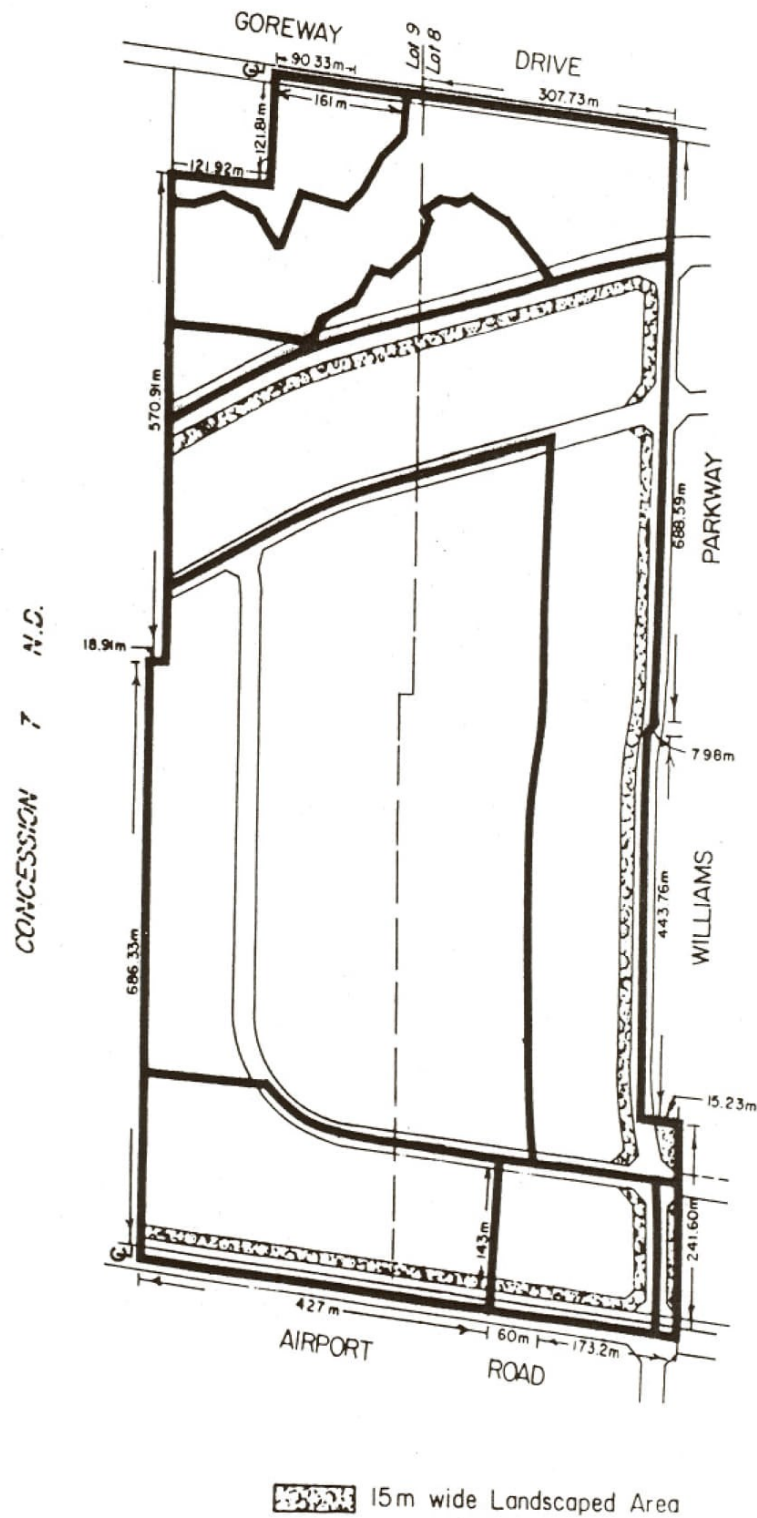 GOREWAY
DRIVE
Lot 9
Lot 8
90.33m
307.73m
161m
121.81m
121.92m
570.91m
688.59m
PARKWAY
18.91m
CONCESSION 7 N.D.
798m
WILLIAMS
443.76m
686.33m
15.23m
241.60m
143m
427m
60m
173.2m
AIRPORT
ROAD
15m wide Landscaped Area